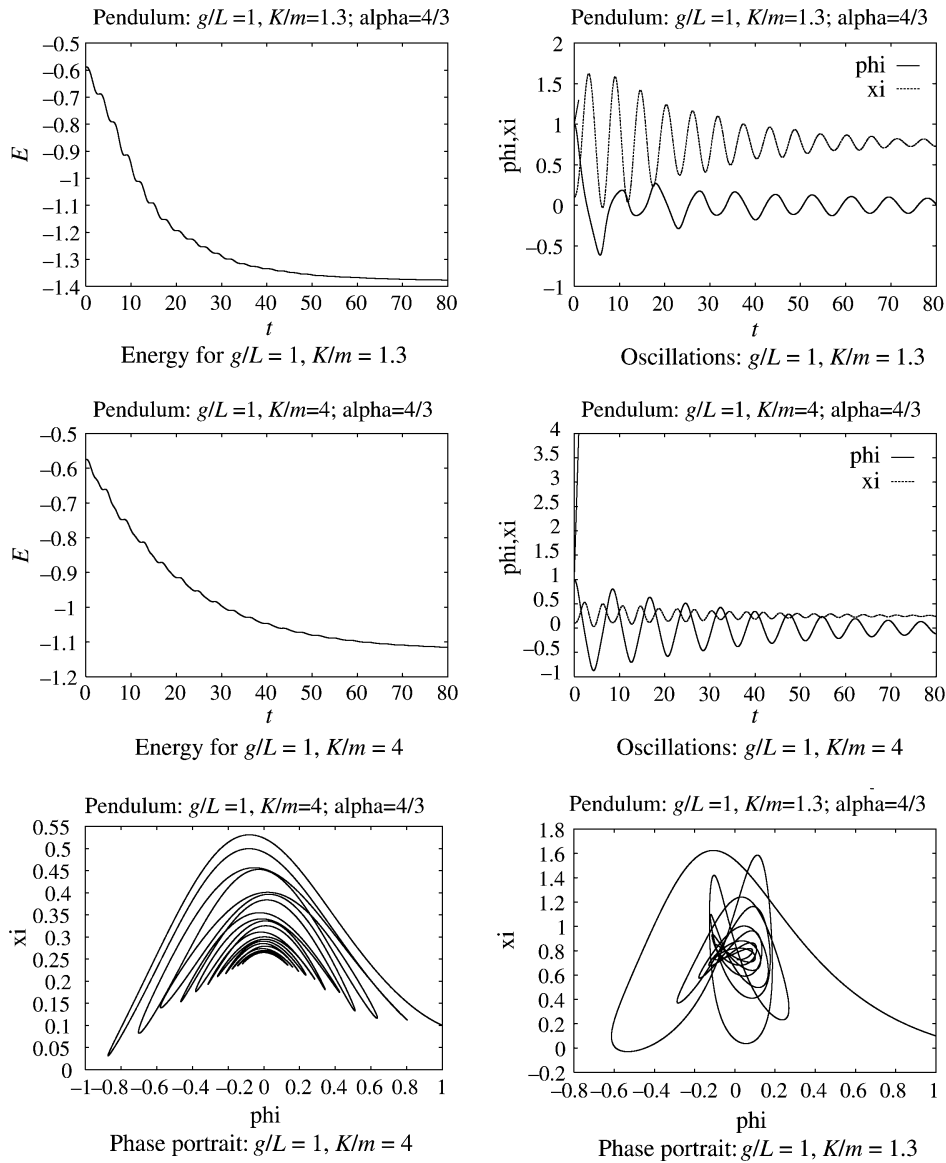 Pendulum: g/L =1, K/m=1.3; alpha=4/3
–0.5
–0.6
–0.7
–0.8
–0.9
–1
–1.1
–1.2
–1.3
–1.4
E
0 10 20 30 40 50 60 70 80
t
Energy for g/L = 1, K/m = 1.3
Pendulum: g/L =1, K/m=1.3; alpha=4/3
2
1.5
1
0.5
0
–0.5
–1
phi,xi
phi
xi
0 10 20 30 40 50 60 70 80
t
Oscillations: g/L = 1, K/m = 1.3
Pendulum: g/L =1, K/m=4; alpha=4/3
–0.5
–0.6
–0.7
–0.8
–0.9
–1
–1.1
–1.2
E
0 10 20 30 40 50 60 70 80
t
Energy for g/L = 1, K/m = 4
Pendulum: g/L =1, K/m=4; alpha=4/3
4
3.5
3
2.5
2
1.5
1
0.5
0
–0.5
–1
phi,xi
phi
xi
0 10 20 30 40 50 60 70 80
t
Oscillations: g/L = 1, K/m = 4
Pendulum: g/L=1, K/m=4; alpha=4/3
0.55
0.5
0.45
0.4
0.35
0.3
0.25
0.2
0.15
0.1
0.05
0
xi
–1 –0.8 –0.6 –0.4 –0.2 0 0.2 0.4 0.6 0.8 1
phi
Phase portrait: g/L = 1, K/m = 4
Pendulum: g/L=1, K/m=1.3; alpha=4/3
1.8
1.6
1.4
1.2
1
0.8
0.6
0.4
0.2
0
–0.2
xi
–0.8 –0.6 –0.4 –0.2 0 0.2 0.4 0.6 0.8 1
phi
Phase portrait: g/L = 1, K/m = 1.3